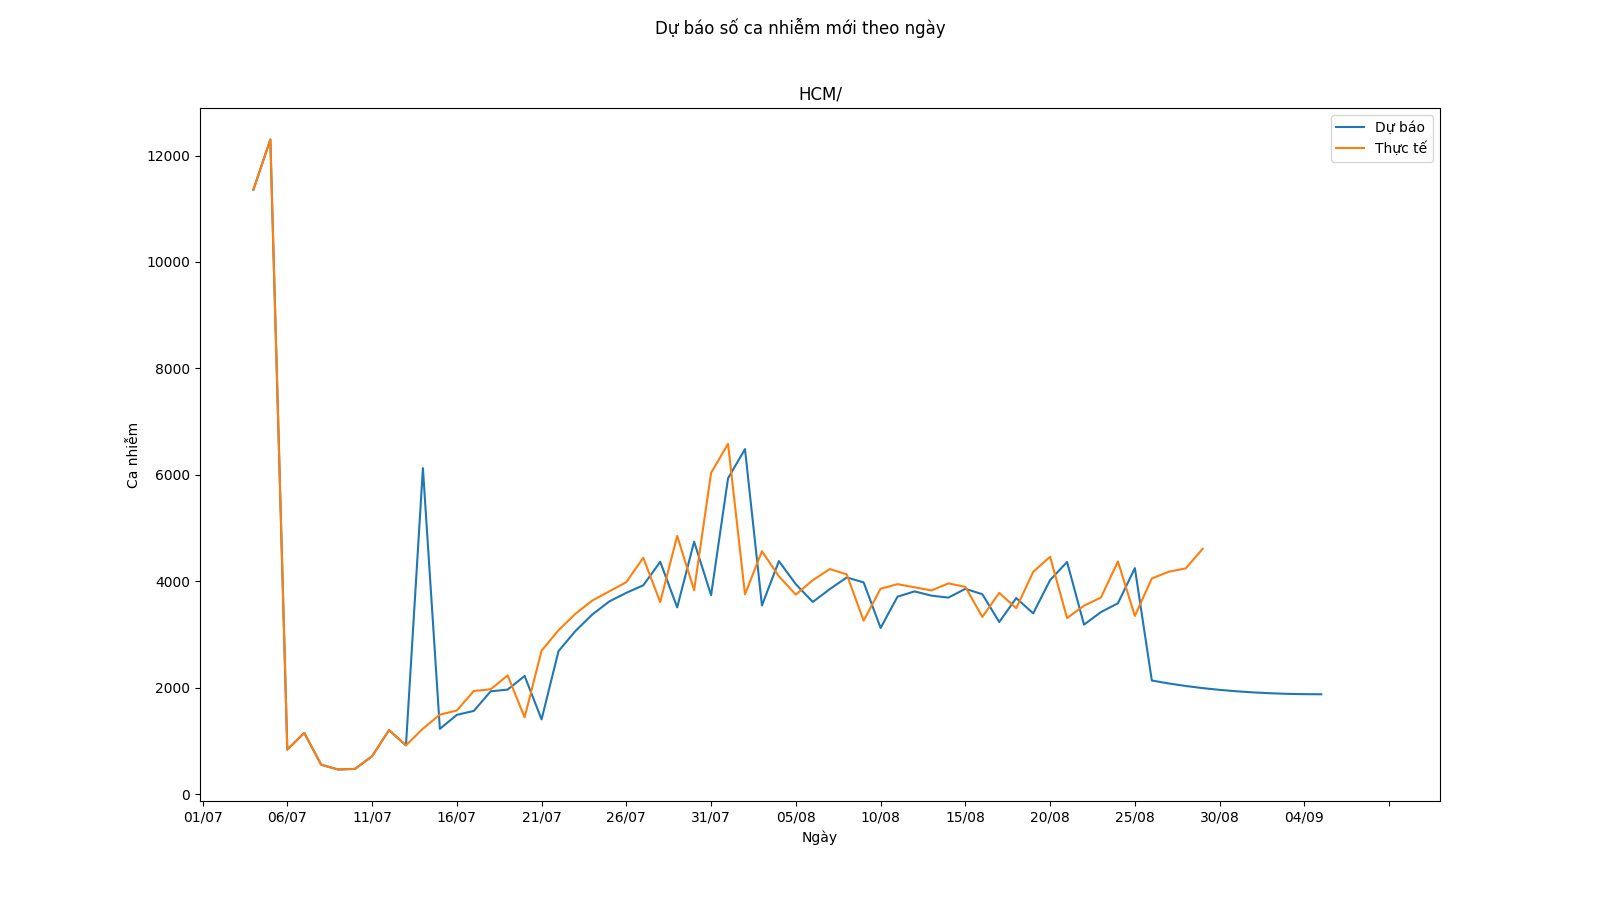 Dự báo số ca nhiễm mới theo ngày
HCM/
Dự báo
Thực tế
12000
10000
8000
6000
4000
2000
0
Ca nhiễm
01/07 06/07 11/07 16/07 21/07 26/07 31/07 05/08 10/08 15/08 20/08 25/08 30/08 04/09
Ngày